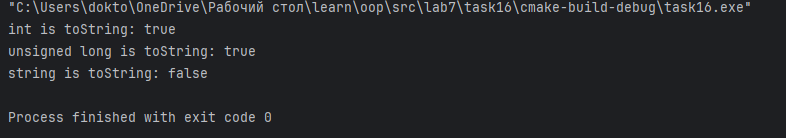 "C:\Users\dokto\OneDrive\Рабочий стол\learn\oop\src\lab7\task16\cmake-build-debug\task16.exe"
int is toString: true
unsigned long is toString: true
string is toString: false
Process finished with exit code 0